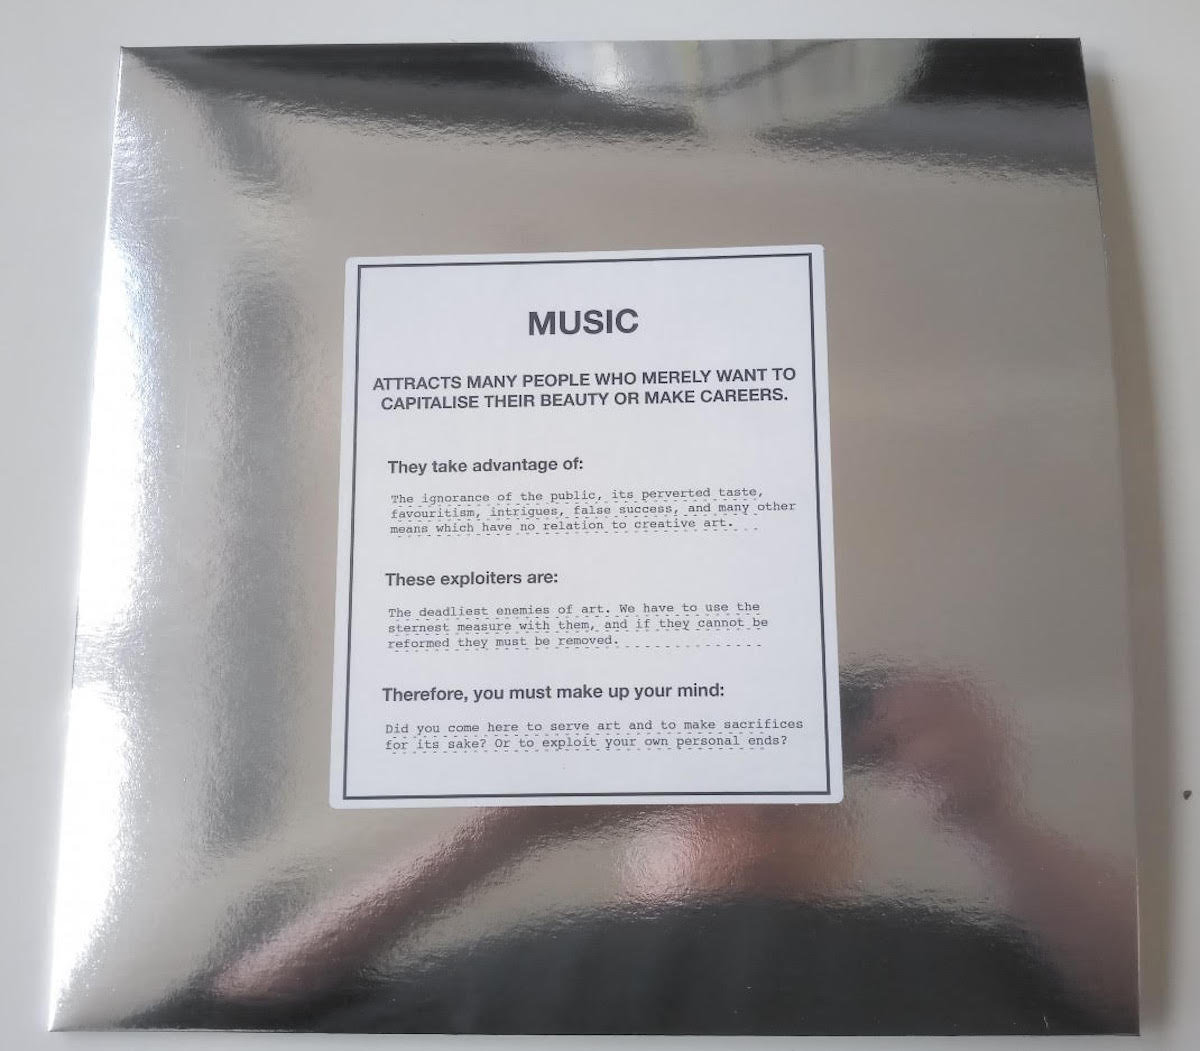 MUSIC
ATTRACTS MANY PEOPLE WHO MERELY WANT TO
CAPITALISE THEIR BEAUTY OR MAKE CAREERS.
They take advantage of:
The ignorance of the public, its perverted taste,
favouritism, intrigues, false success, and many other
means which have no relation to creative art.
These exploiters are:
The deadliest enemies of art. We have to use the
sternest measure with them, and if they cannot be
reformed they must be removed.
Therefore, you must make up your mind:
Did you come here to serve art and to make sacrifices
for its sake? Or to exploit your own personal ends?